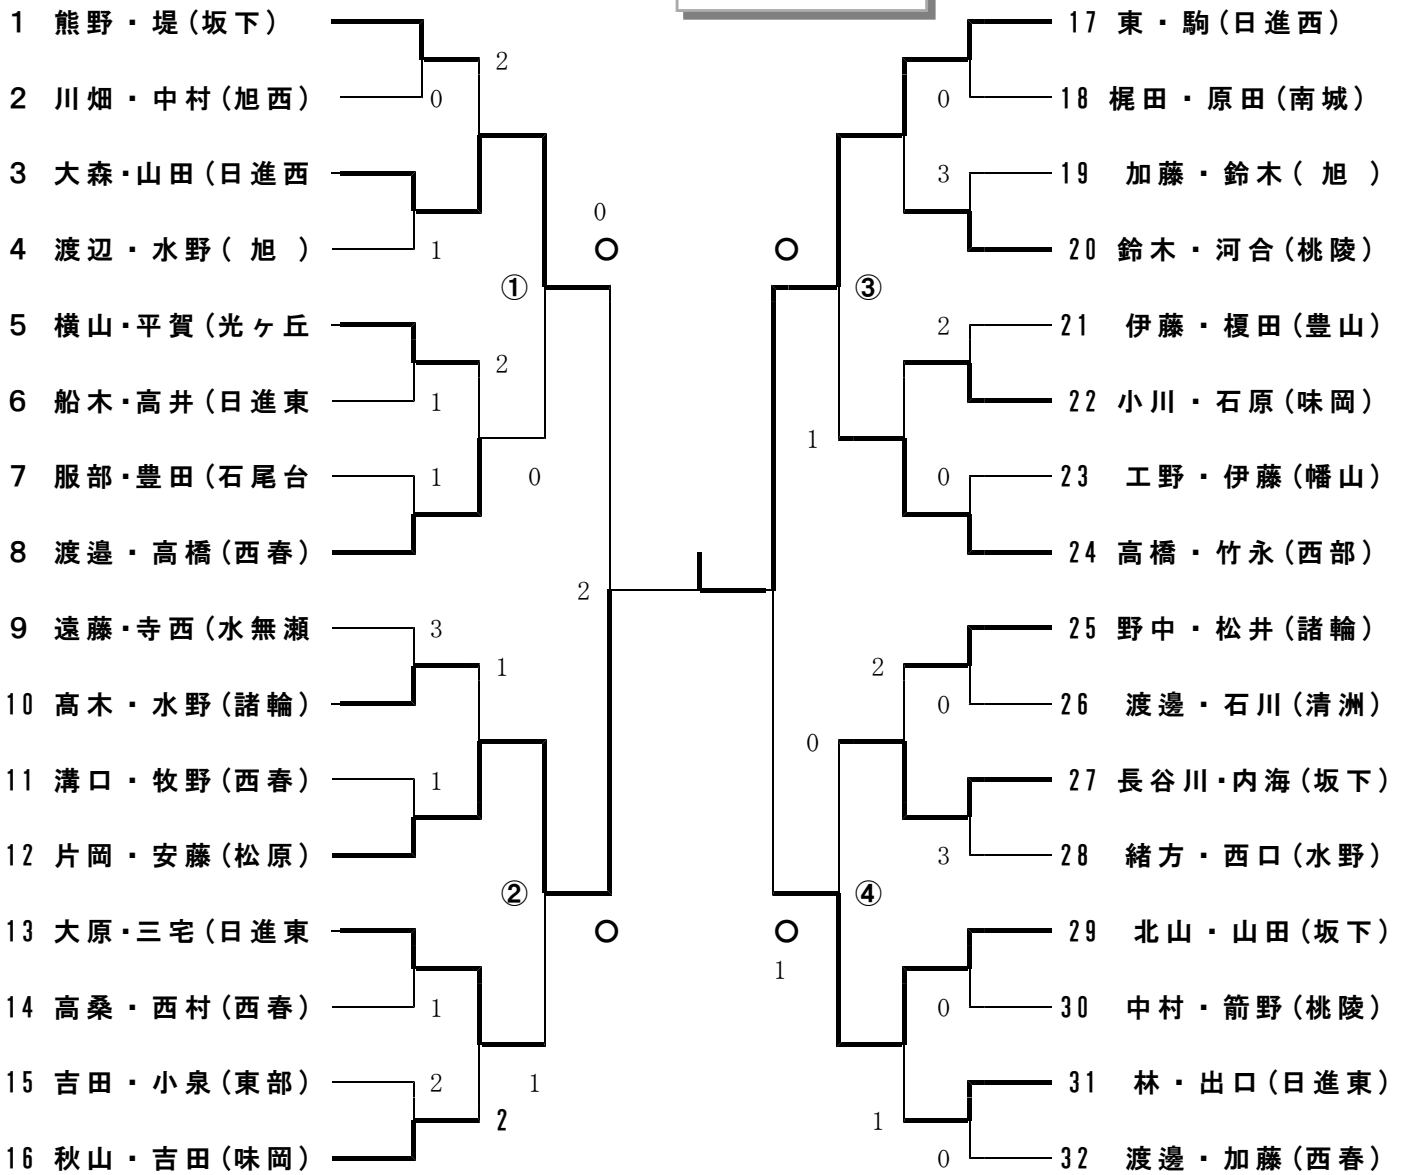 1 熊野・堤(坂下)
2 川畑・中村(旭西)
3 大森・山田(日進西
4 渡辺・水野( 旭 )
5 横山・平賀(光ヶ丘
6 船木・高井(日進東
7 服部・豊田(石尾台
8 渡邉・高橋(西春)
9 遠藤・寺西(水無瀬
10 髙木・水野(諸輪)
11 溝口・牧野(西春)
12 片岡・安藤(松原)
13 大原・三宅(日進東
14 高桑・西村(西春)
15 吉田・小泉(東部)
16 秋山・吉田(味岡)
2
0
1
2
1
1
0
3
1
1
1
2
1
2
①
②
0
○
2
○
○
③
1
0
④
○
1
0
3
2
0
2
0
3
0
1
0
17 東・駒(日進西)
18 梶田・原田(南城)
19 加藤・鈴木( 旭 )
20 鈴木・河合(桃陵)
21 伊藤・榎田(豊山)
22 小川・石原(味岡)
23 工野・伊藤(幡山)
24 高橋・竹永(西部)
25 野中・松井(諸輪)
26 渡邊・石川(清洲)
27 長谷川・内海(坂下)
28 緒方・西口(水野)
29 北山・山田(坂下)
30 中村・箭野(桃陵)
31 林・出口(日進東)
32 渡邊・加藤(西春)